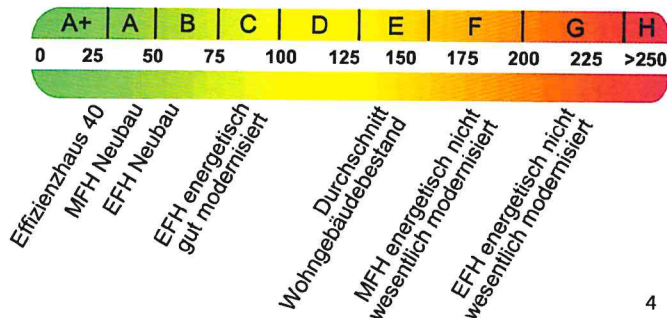 A+ A B C D E F G H
0 25 50 75 100 125 150 175 200 225 >250
Effizienzhaus 40
MFH Neubau
EFH Neubau
EFH energetisch
gut modernisiert
Durchschnitt
Wohngebäudebestand
MFH energetisch nicht
wesentlich modernisiert
EFH energetisch nicht
wesentlich modernisiert
4